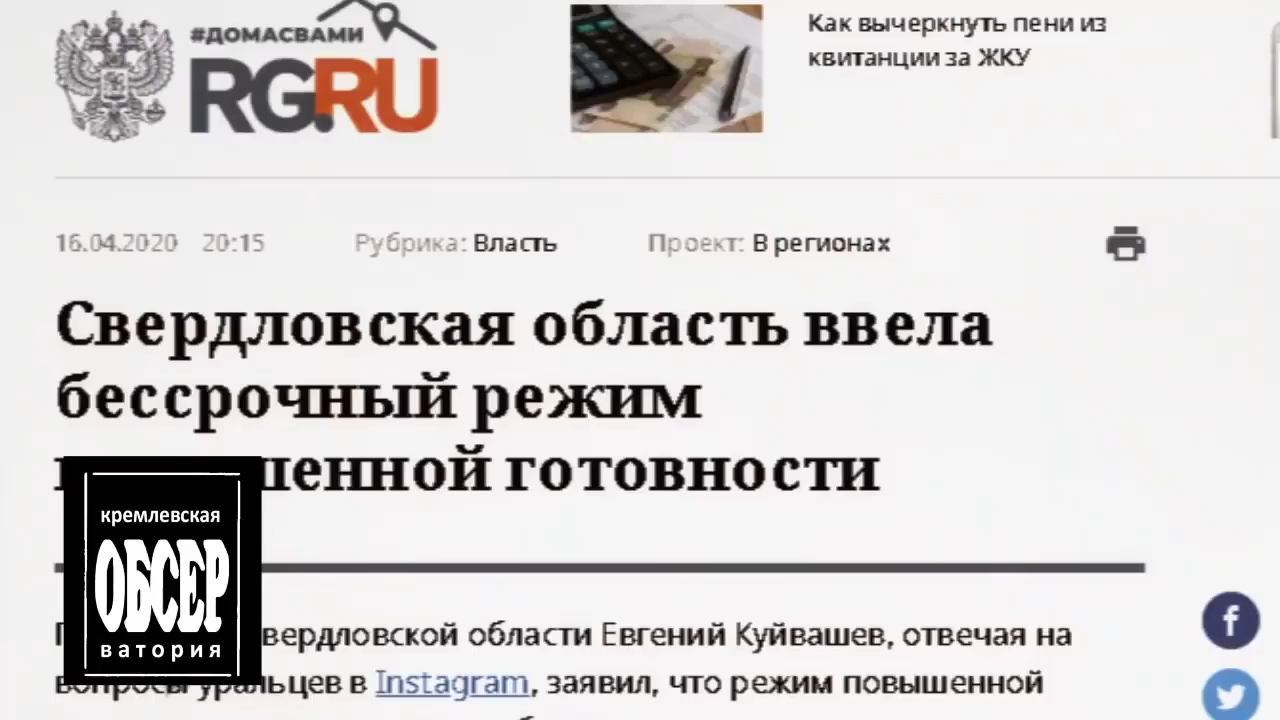 #ДОМАСВАМИ
RG.RU
Как вычеркнуть пени из
квитанции за ЖКУ
16.04.2020 20:15 Рубрика: Власть Проект: В регионах
Свердловская область ввела
бессрочный режим
готовности
кремлевская
ОБСЕР
ватория
области Евгений Куйвашев, отвечая на
вопросы уральцев в Instagram, заявил, что режим повышенной